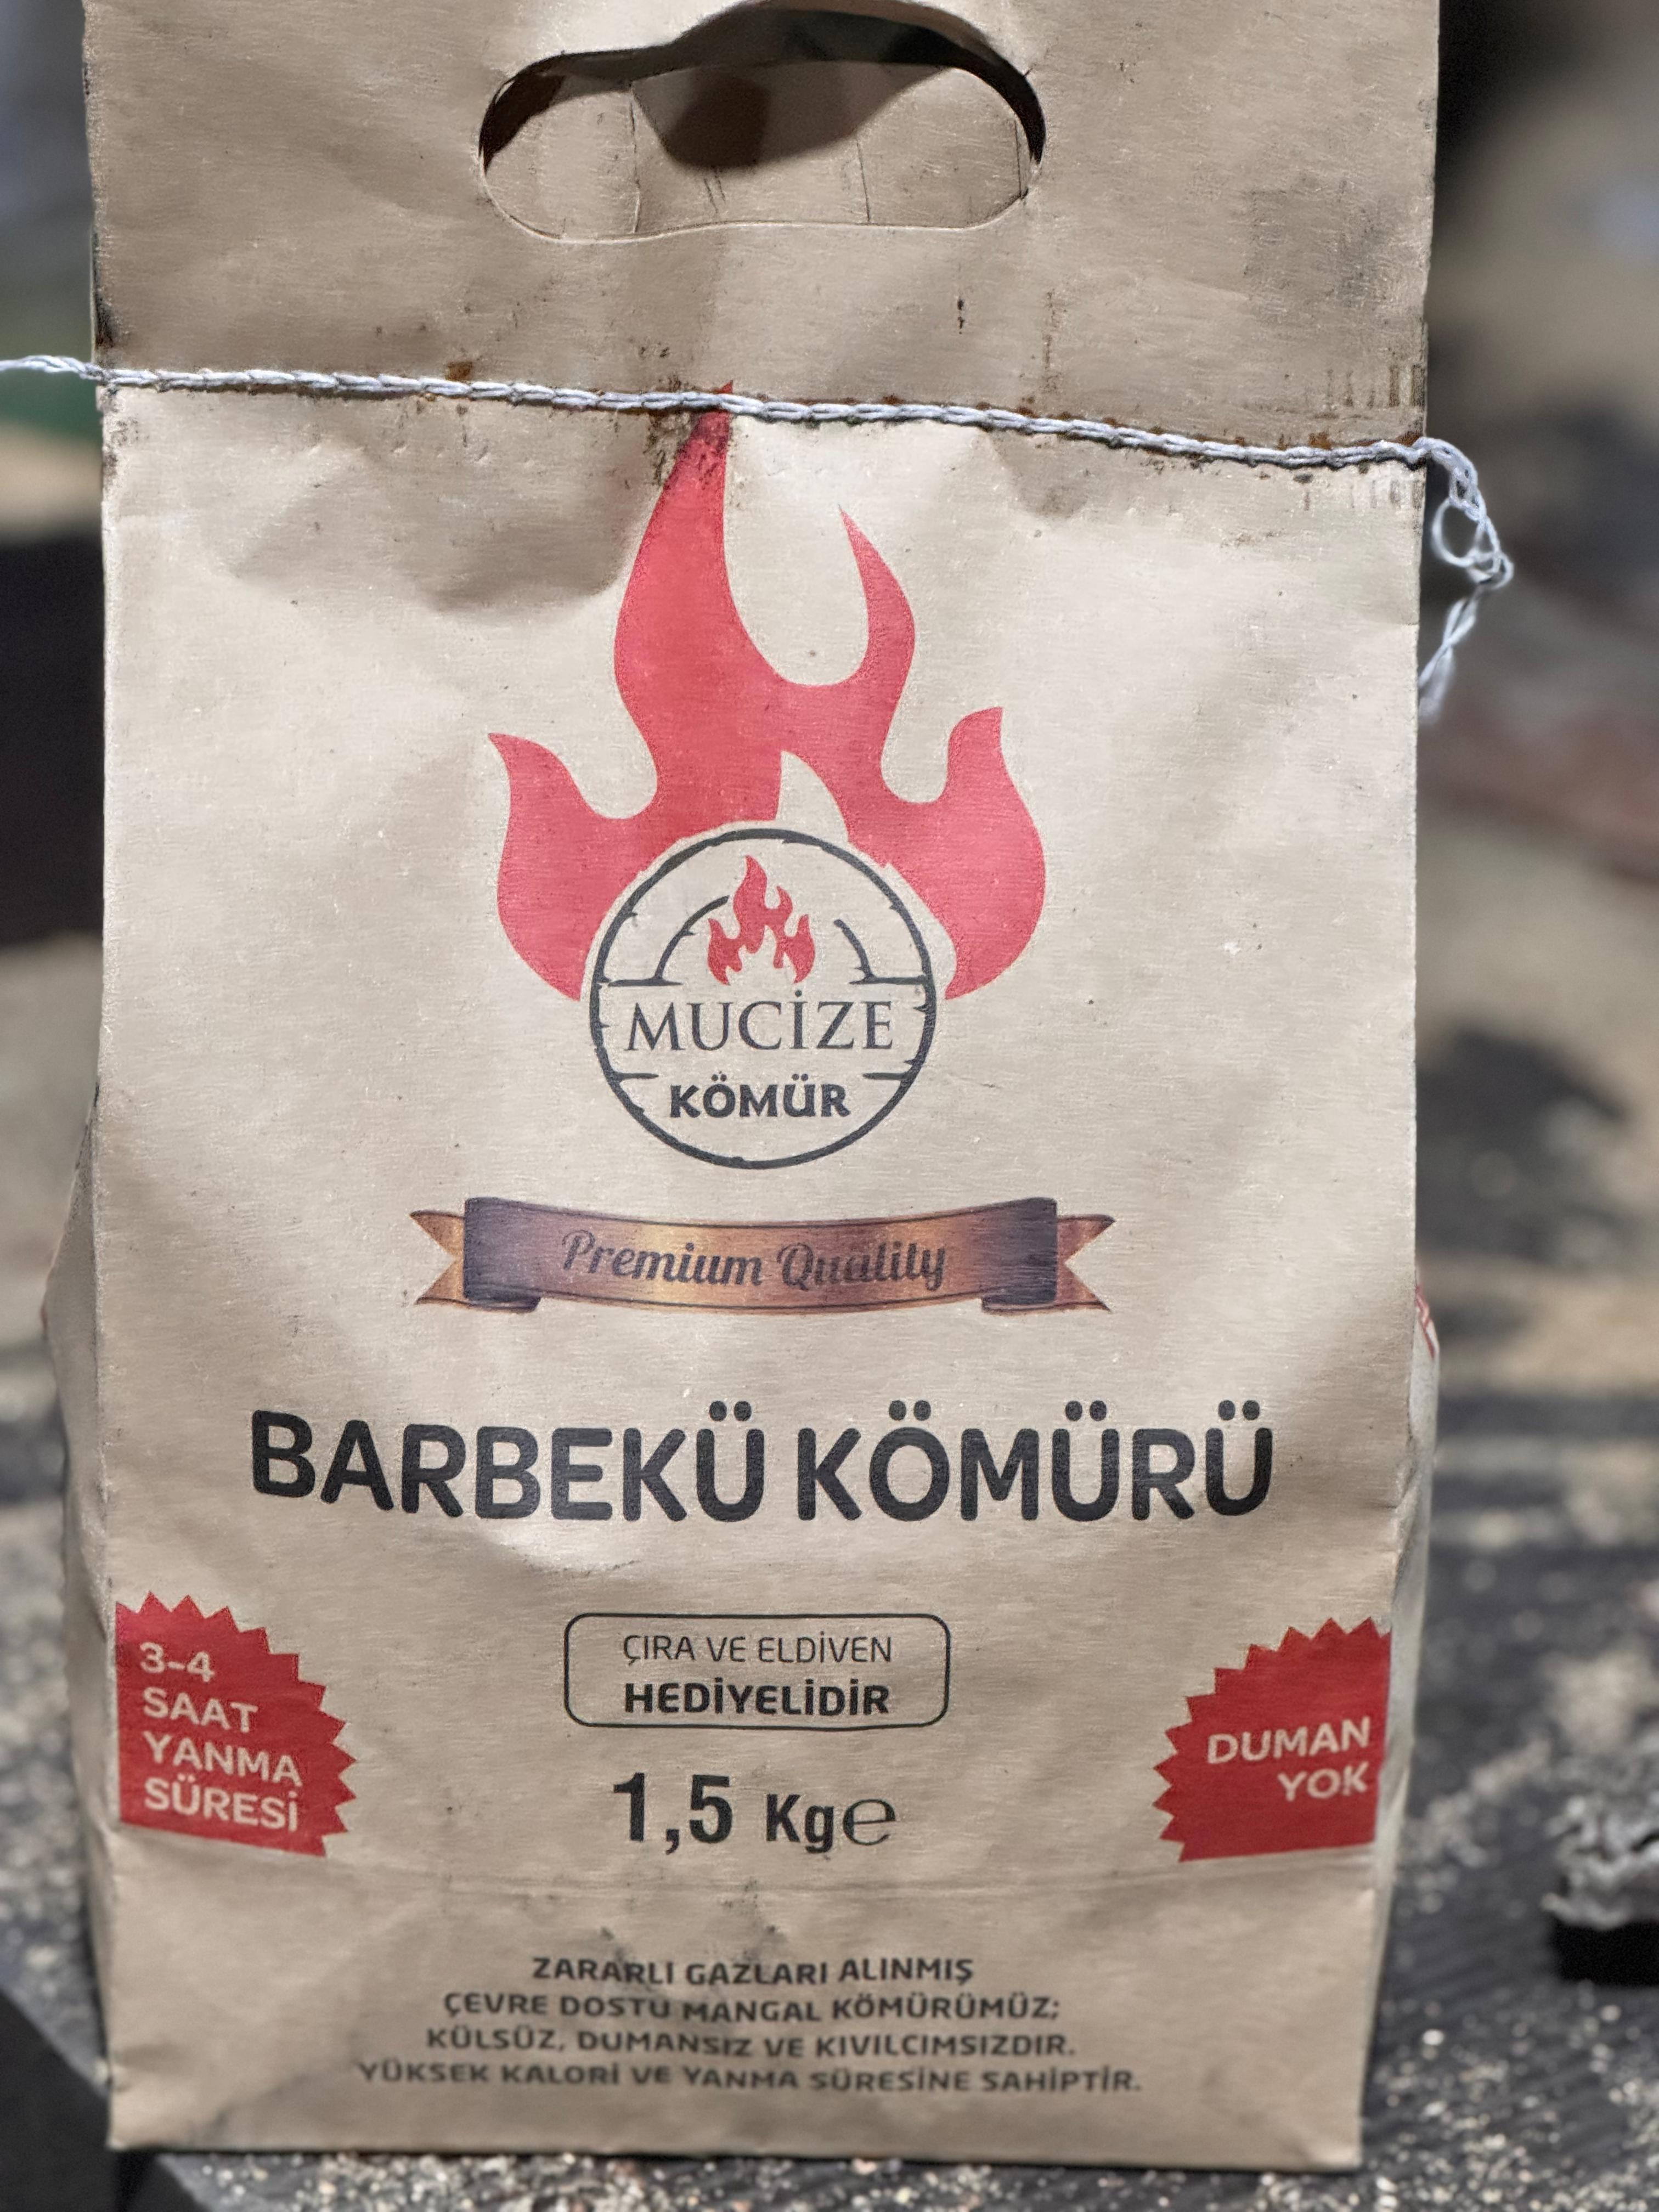 MUCİZE
KÖMÜR
Premium Quality
BARBEKÜ KÖMÜRÜ
3-4
SAAT
YANMA
SÜRESİ
ÇIRA VE ELDİVEN
HEDİYELİDİR
DUMAN
YOK
1,5 Kg℮
ZARARLI GAZLARI ALINMIŞ
ÇEVRE DOSTU MANGAL KÖMÜRÜMÜZ;
KÜLSÜZ, DUMANSIZ VE KIVILCIMSIZDIR.
YÜKSEK KALORİ VE YANMA SÜRESİNE SAHİPTİR.